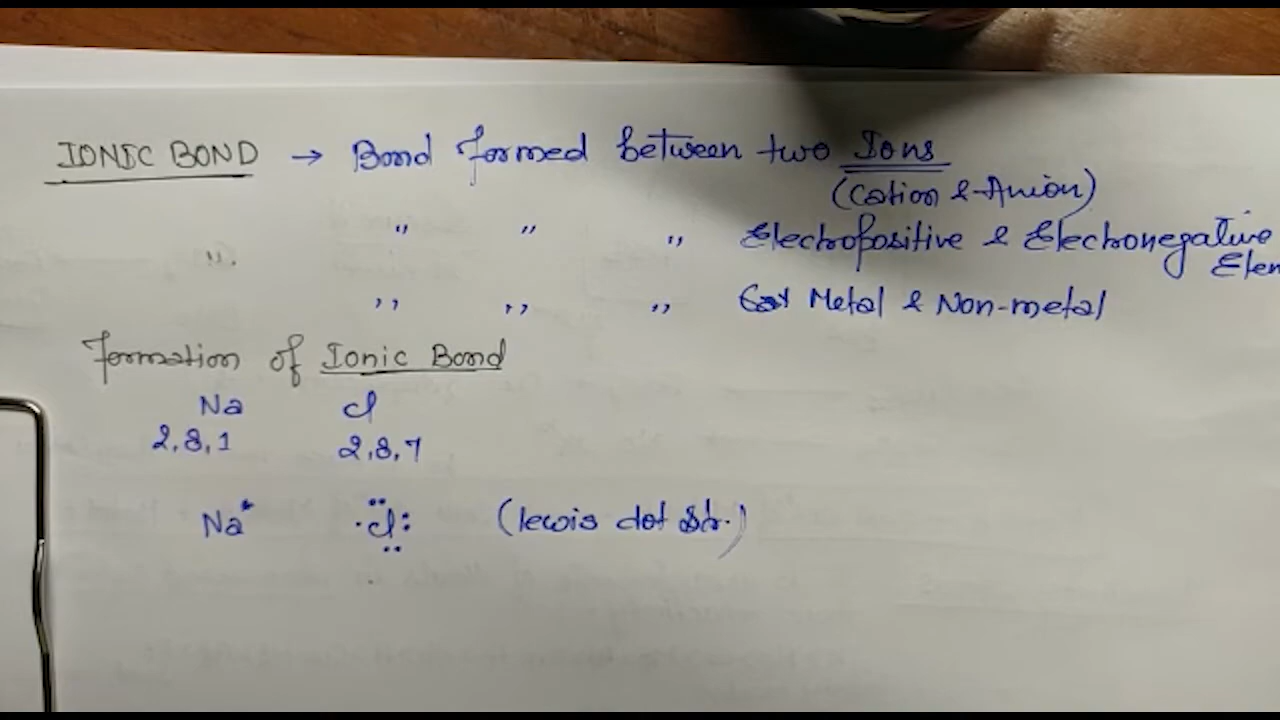 IONIC BOND → Bond formed between two Ions
(Cation & Anion)
" " " Electropositive & Electronegative
Elem
" " " Metal & Non-metal
Formation of Ionic Bond
Na Cl
2,8,1 2,8,7
Na• •Cl: (lewis dot str.)